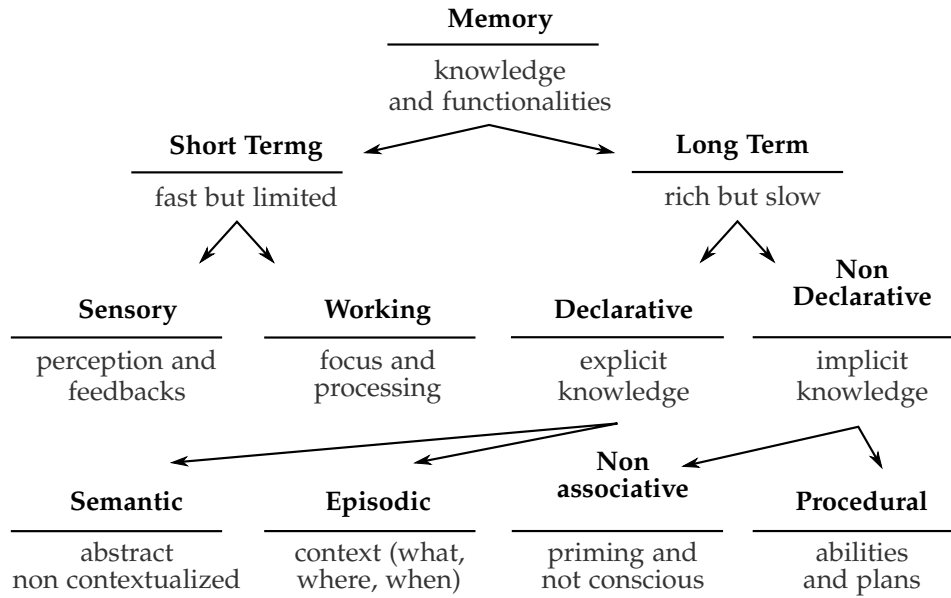 Memory
knowledge
and functionalities
Short Termg
fast but limited
Long Term
rich but slow
Sensory
perception and
feedbacks
Working
focus and
processing
Declarative
explicit
knowledge
Non
Declarative
implicit
knowledge
Semantic
abstract
non contextualized
Episodic
context (what,
where, when)
Non
associative
priming and
not conscious
Procedural
abilities
and plans